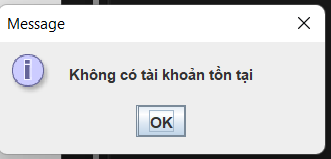 Message
Không có tài khoản tồn tại
OK